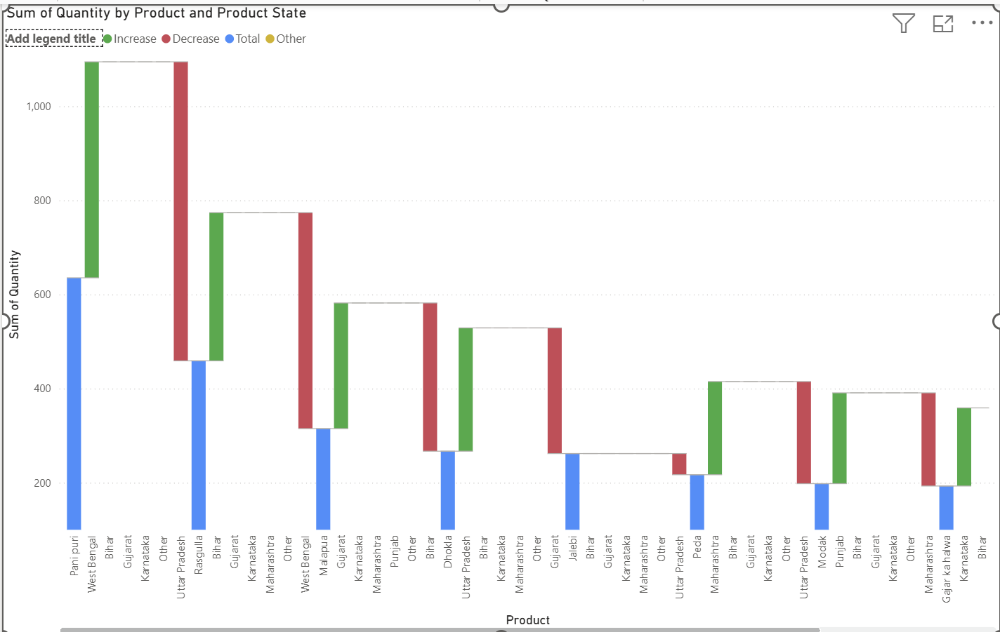 Sum of Quantity by Product and Product State
Add legend title Increase Decrease Total Other
1,000
800
600
400
200
Sum of Quantity
Pani puri
West Bengal
Bihar
Gujarat
Karnataka
Other
Uttar Pradesh
Rasgulla
Bihar
Gujarat
Karnataka
Maharashtra
Other
West Bengal
Malapua
Gujarat
Karnataka
Maharashtra
Punjab
Other
Bihar
Dhokla
Uttar Pradesh
Bihar
Karnataka
Maharashtra
Other
Gujarat
Jalebi
Bihar
Gujarat
Karnataka
Maharashtra
Other
Uttar Pradesh
Peda
Maharashtra
Bihar
Gujarat
Karnataka
Other
Uttar Pradesh
Modak
Punjab
Bihar
Gujarat
Karnataka
Other
Maharashtra
Gajar ka halwa
Karnataka
Bihar
Product